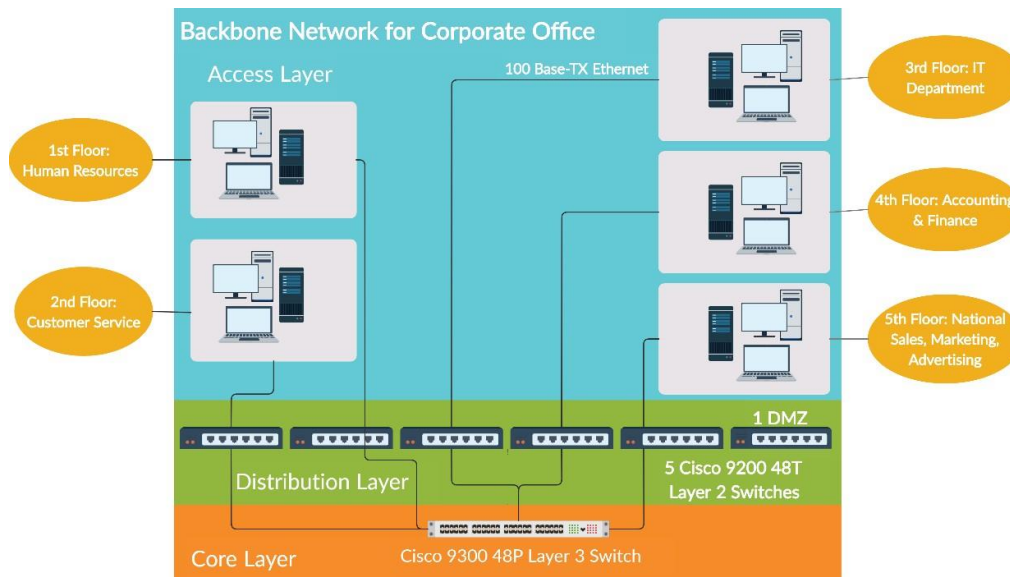 Backbone Network for Corporate Office
Access Layer
100 Base-TX Ethernet
3rd Floor: IT
Department
1st Floor:
Human Resources
4th Floor: Accounting
& Finance
2nd Floor:
Customer Service
5th Floor: National
Sales, Marketing,
Advertising
1 DMZ
5 Cisco 9200 48T
Layer 2 Switches
Distribution Layer
Core Layer
Cisco 9300 48P Layer 3 Switch